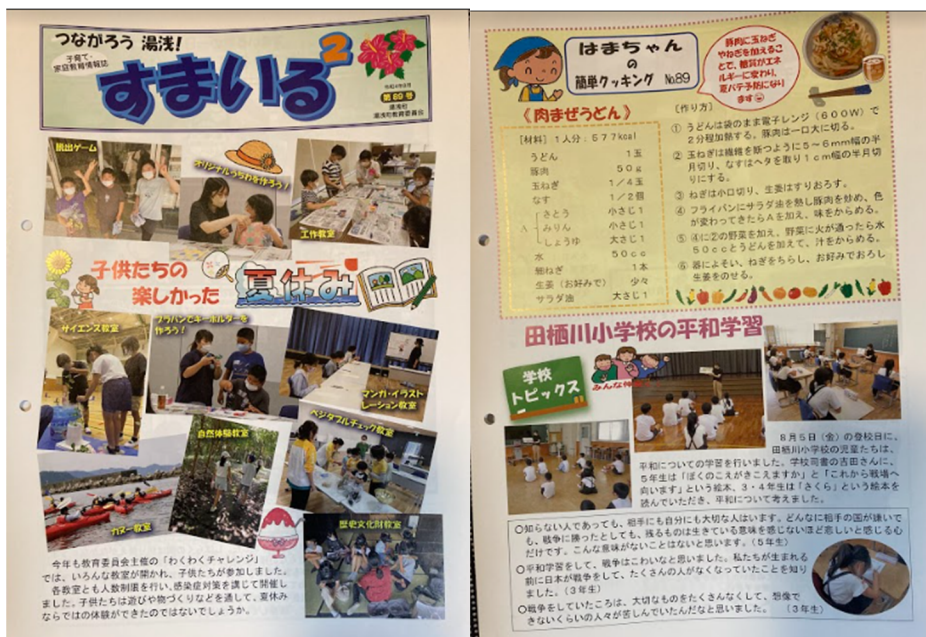 つながろう 湯浅！
子育て・
家庭教育情報誌
すまいる2
令和4年8月
第89号
湯浅町
湯浅町教育委員会
脱出ゲーム
オリジナルうちわを作ろう！
工作教室
子供たちの
楽しかった
夏休み
サイエンス教室
プラバンでキーホルダーを
作ろう！
マンガ・イラスト
レーション教室
ベジタブルチェック教室
自然体験教室
カヌー教室
歴史文化財教室
今年も教育委員会主催の「わくわくチャレンジ」
では、いろんな教室が開かれ、子供たちが参加しました。
各教室とも人数制限を行い、感染症対策を講じて開催し
ました。子供たちは遊びや物づくりなどを通して、夏休み
ならではの体験ができたのではないでしょうか。
はまちゃん
の
簡単クッキング No.89
豚肉に玉ねぎ
やねぎを加えるこ
とで、糖質がエネ
ルギーに変わり、
夏バテ予防になり
ます
《肉まぜうどん》
［材料］1人分：577kcal
うどん 1玉
豚肉 50g
玉ねぎ 1／4玉
なす 1／2個
A
さとう 小さじ1
みりん 小さじ1
しょうゆ 大さじ1
水 50cc
細ねぎ 1本
生姜（お好みで） 少々
サラダ油 大さじ1
［作り方］
① うどんは袋のまま電子レンジ（600W）で
2分程加熱する。豚肉は一口大に切る。
② 玉ねぎは繊維を断つように5～6mm幅の半
月切り、なすはヘタを取り1cm幅の半月切
りにする。
③ ねぎは小口切り、生姜はすりおろす。
④ フライパンにサラダ油を熱し豚肉を炒め、色
が変わってきたらAを加え、味をからめる。
⑤ ④に②の野菜を加え、野菜に火が通ったら水
50ccとうどんを加えて、汁をからめる。
⑥ 器によそい、ねぎをちらし、お好みでおろし
生姜をのせる。
田栖川小学校の平和学習
学校
トピックス
みんな仲
8月5日（金）の登校日に、
田栖川小学校の児童たちは、
平和についての学習を行いました。学校司書の吉田さんに、
5年生は「ぼくのこえがきこえますか」と「これから戦場へ
向います」という絵本、3・4年生は「さくら」という絵本を
読んでいただき、平和について考えました。
○知らない人であっても、相手にも自分にも大切な人はいます。どんなに相手の国が嫌いで
も、戦争に勝ったとしても、残るものは生きている意味を感じないほど悲しいと感じる心
だけです。こんな意味がないことはないと思います。（5年生）
○平和学習をして、戦争はこわいなと思いました。私たちが生まれる
前に日本が戦争をして、たくさんの人がなくなっていたことを知り
ました。（3年生）
○戦争をしていたころは、大切なものをたくさんなくして、想像で
きないくらいの人々が苦しんでいたんだなと思いました。 （3年生）